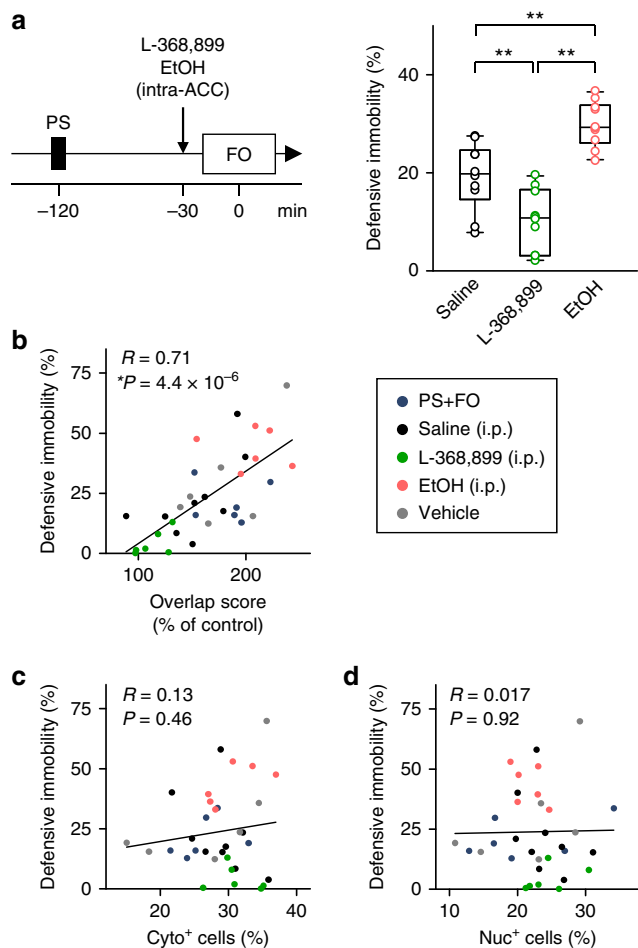 a
L-368,899
EtOH
(intra-ACC)
PS
FO
−120
−30
0
min
Defensive immobility (%)
40
20
0
**
**
**
Saline
L-368,899
EtOH
b
Defensive immobility (%)
75
50
25
0
R = 0.71
*P = 4.4 × 10−6
100
200
Overlap score
(% of control)
PS+FO
Saline (i.p.)
L-368,899 (i.p.)
EtOH (i.p.)
Vehicle
c
Defensive immobility (%)
75
50
25
0
R = 0.13
P = 0.46
20
30
40
Cyto+ cells (%)
d
Defensive immobility (%)
75
50
25
0
R = 0.017
P = 0.92
10
20
30
Nuc+ cells (%)